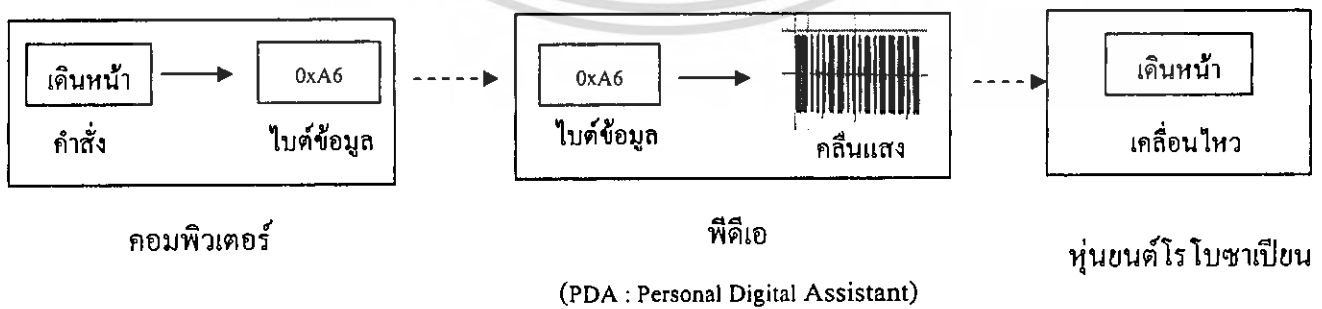 เดินหน้า
0xA6
คำสั่ง
ไบต์ข้อมูล
คอมพิวเตอร์
0xA6
ไบต์ข้อมูล
คลื่นแสง
พีดีเอ
(PDA : Personal Digital Assistant)
เดินหน้า
เคลื่อนไหว
หุ่นยนต์โรโบซาเปียน